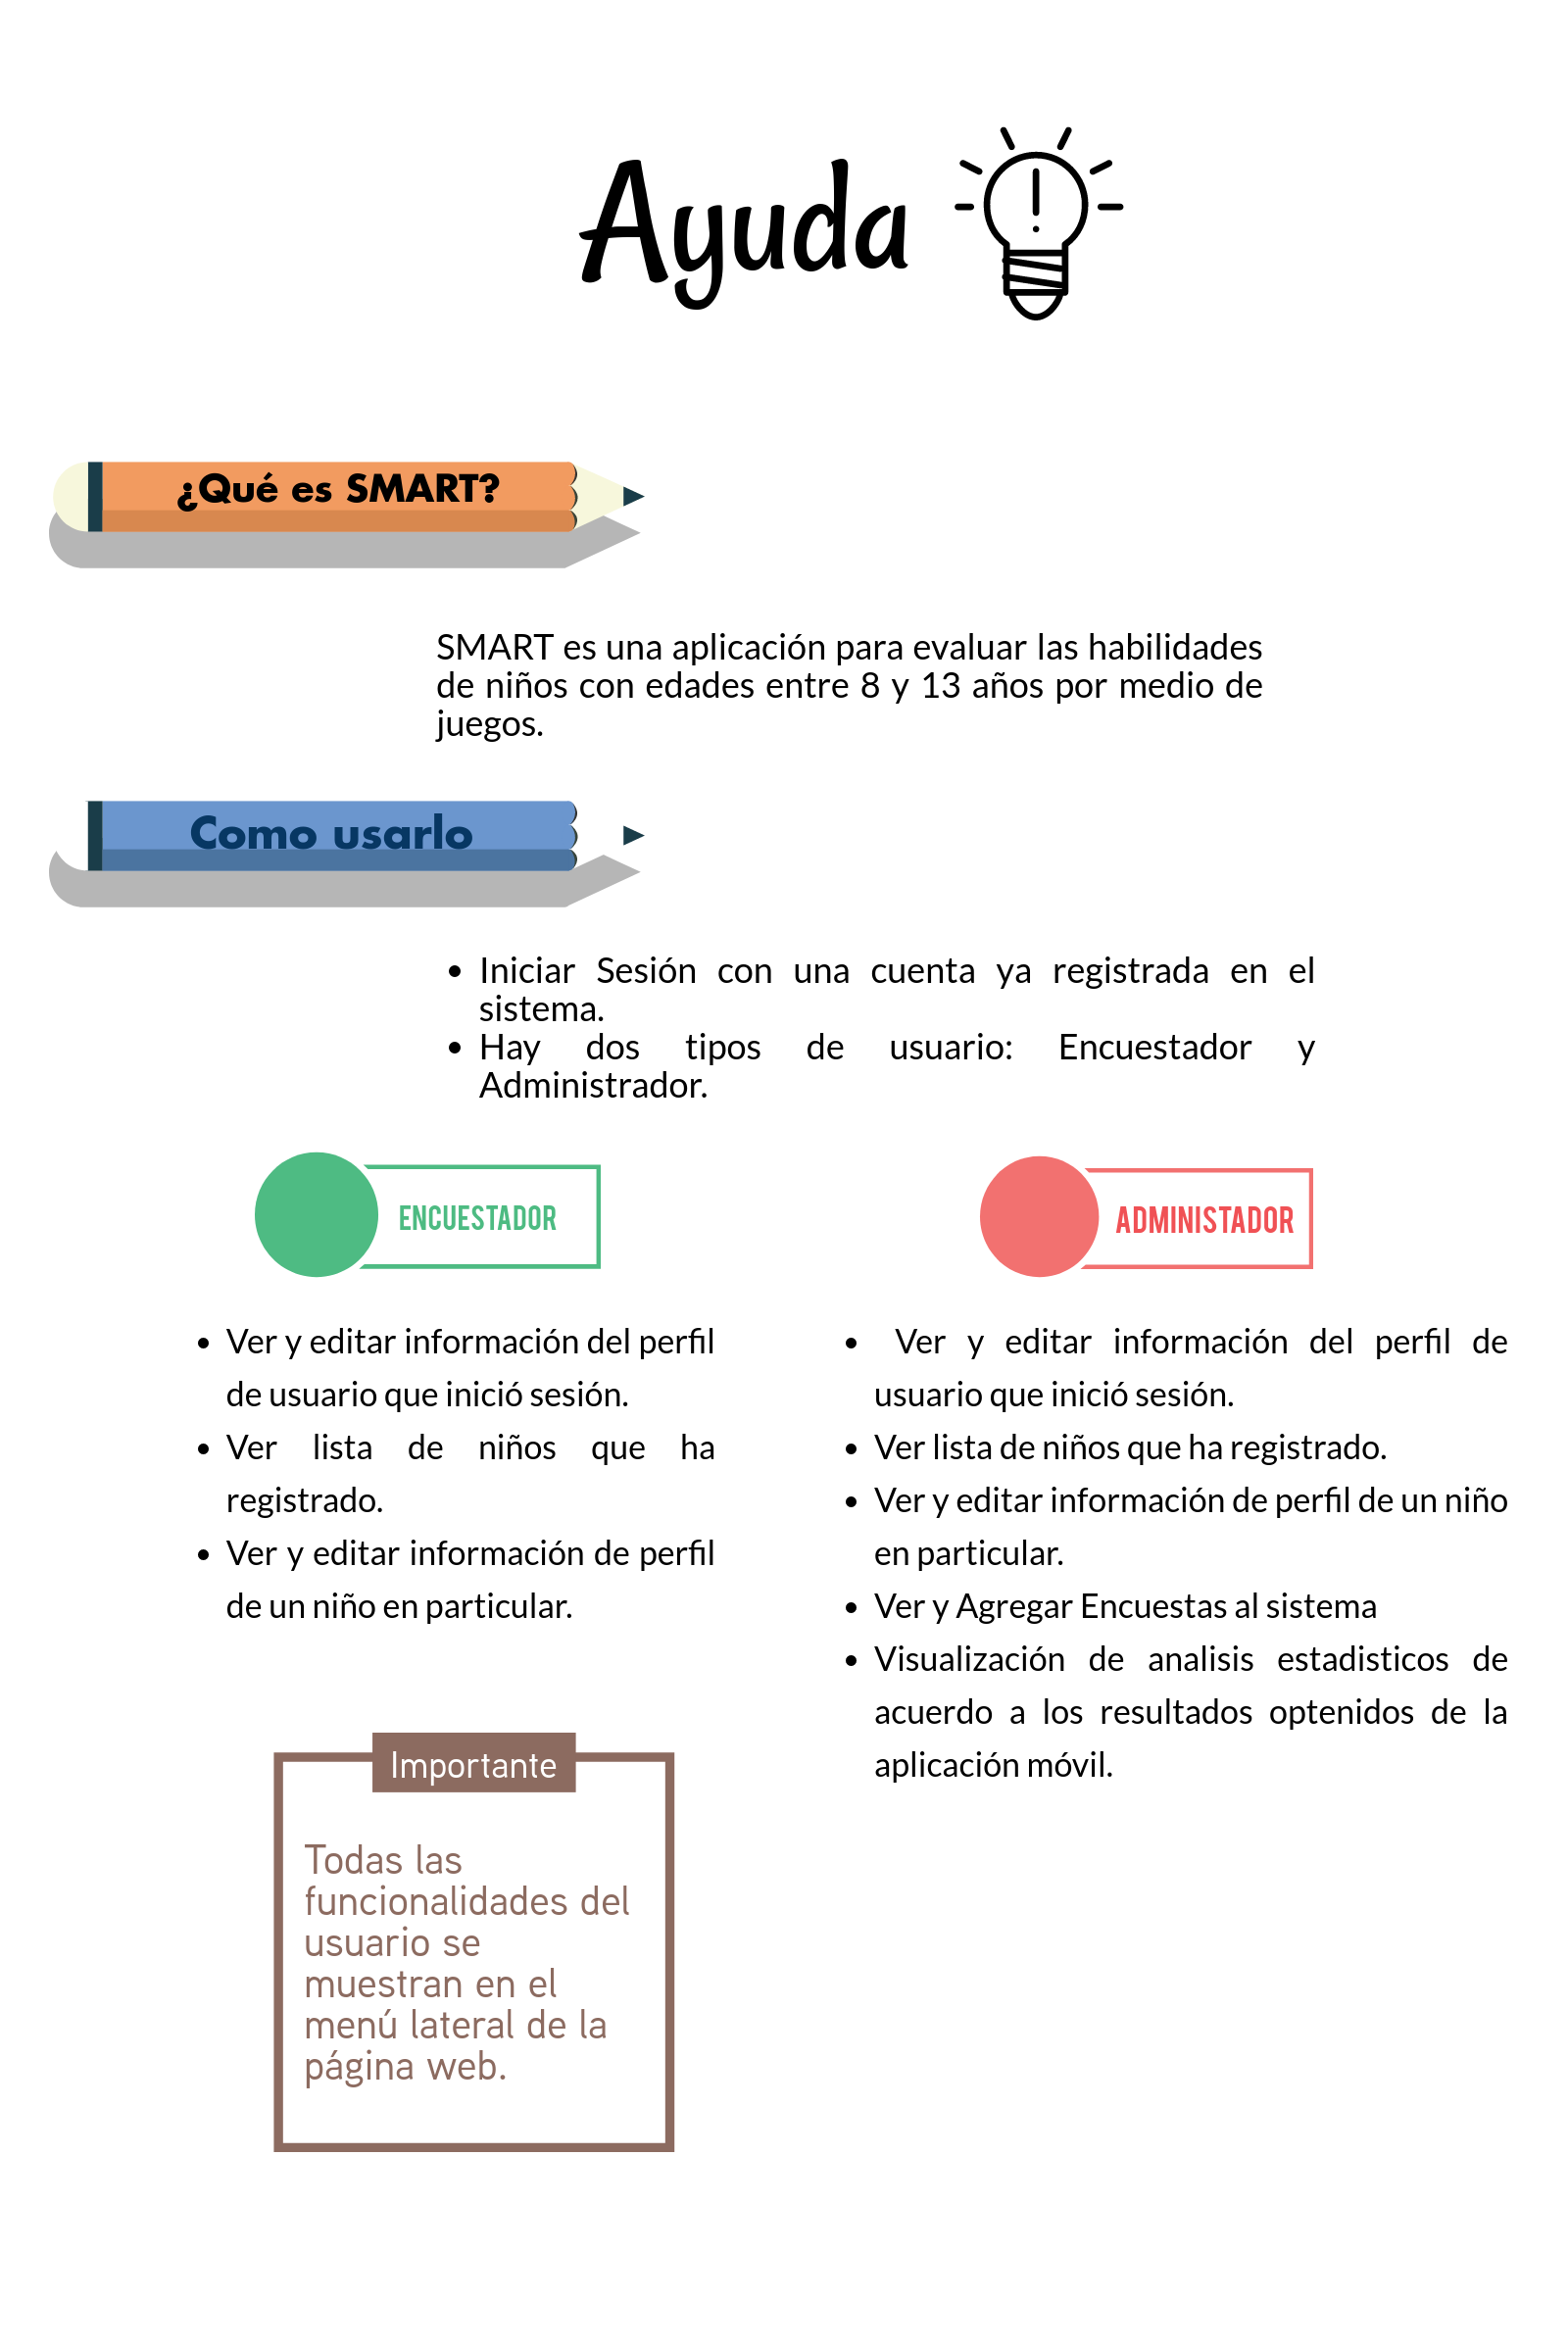 Ayuda
¿Qué es SMART?
SMART es una aplicación para evaluar las habilidades
de niños con edades entre 8 y 13 años por medio de
juegos.
Como usarlo
• Iniciar Sesión con una cuenta ya registrada en el
sistema.
• Hay dos tipos de usuario: Encuestador y
Administrador.
ENCUESTADOR
• Ver y editar información del perfil
de usuario que inició sesión.
• Ver lista de niños que ha
registrado.
• Ver y editar información de perfil
de un niño en particular.
ADMINISTADOR
• Ver y editar información del perfil de
usuario que inició sesión.
• Ver lista de niños que ha registrado.
• Ver y editar información de perfil de un niño
en particular.
• Ver y Agregar Encuestas al sistema
• Visualización de analisis estadisticos de
acuerdo a los resultados optenidos de la
aplicación móvil.
Importante
Todas las
funcionalidades del
usuario se
muestran en el
menú lateral de la
página web.